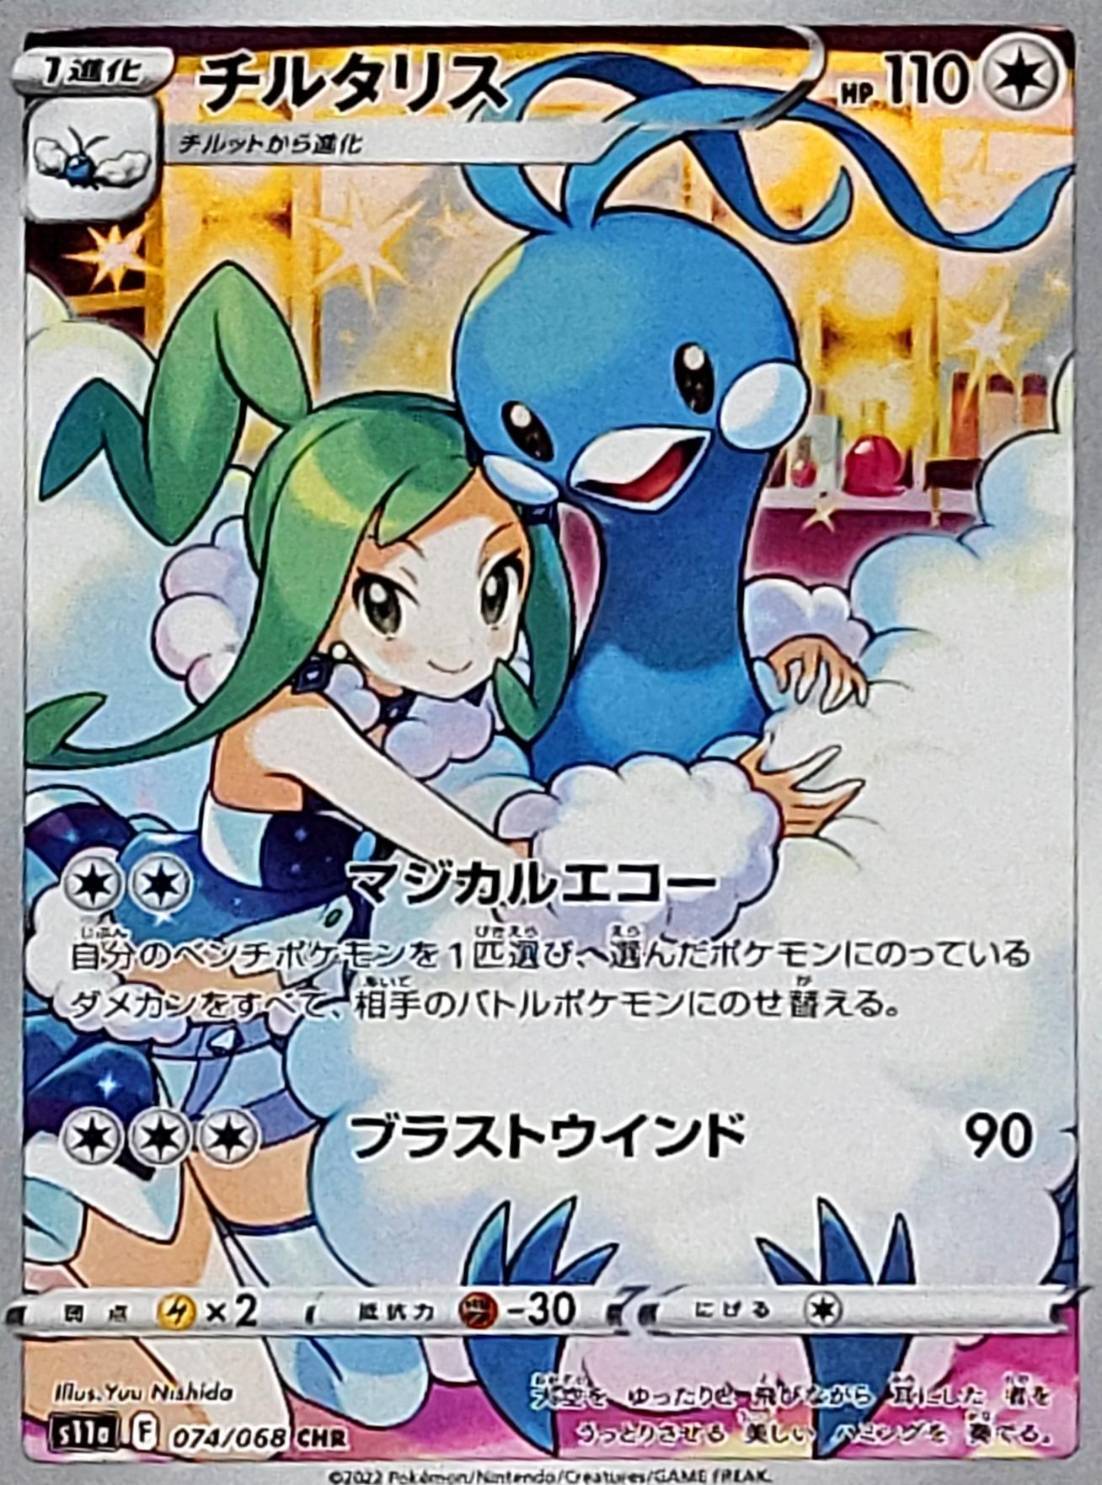 1進化 チルタリス HP 110
チルットから進化
マジカルエコー
自分のベンチポケモンを1匹選び、選んだポケモンにのっている
ダメカンをすべて、相手のバトルポケモンにのせ替える。
ブラストウインド 90
弱点 ×2 抵抗力 -30 にげる
Illus. Yuu Nishida
大空を ゆったりと 飛びながら 耳にした 者を
うっとりさせる 美しい ハミングを 奏でる。
s11a F 074/068 CHR
©2022 Pokémon/Nintendo/Creatures/GAME FREAK.